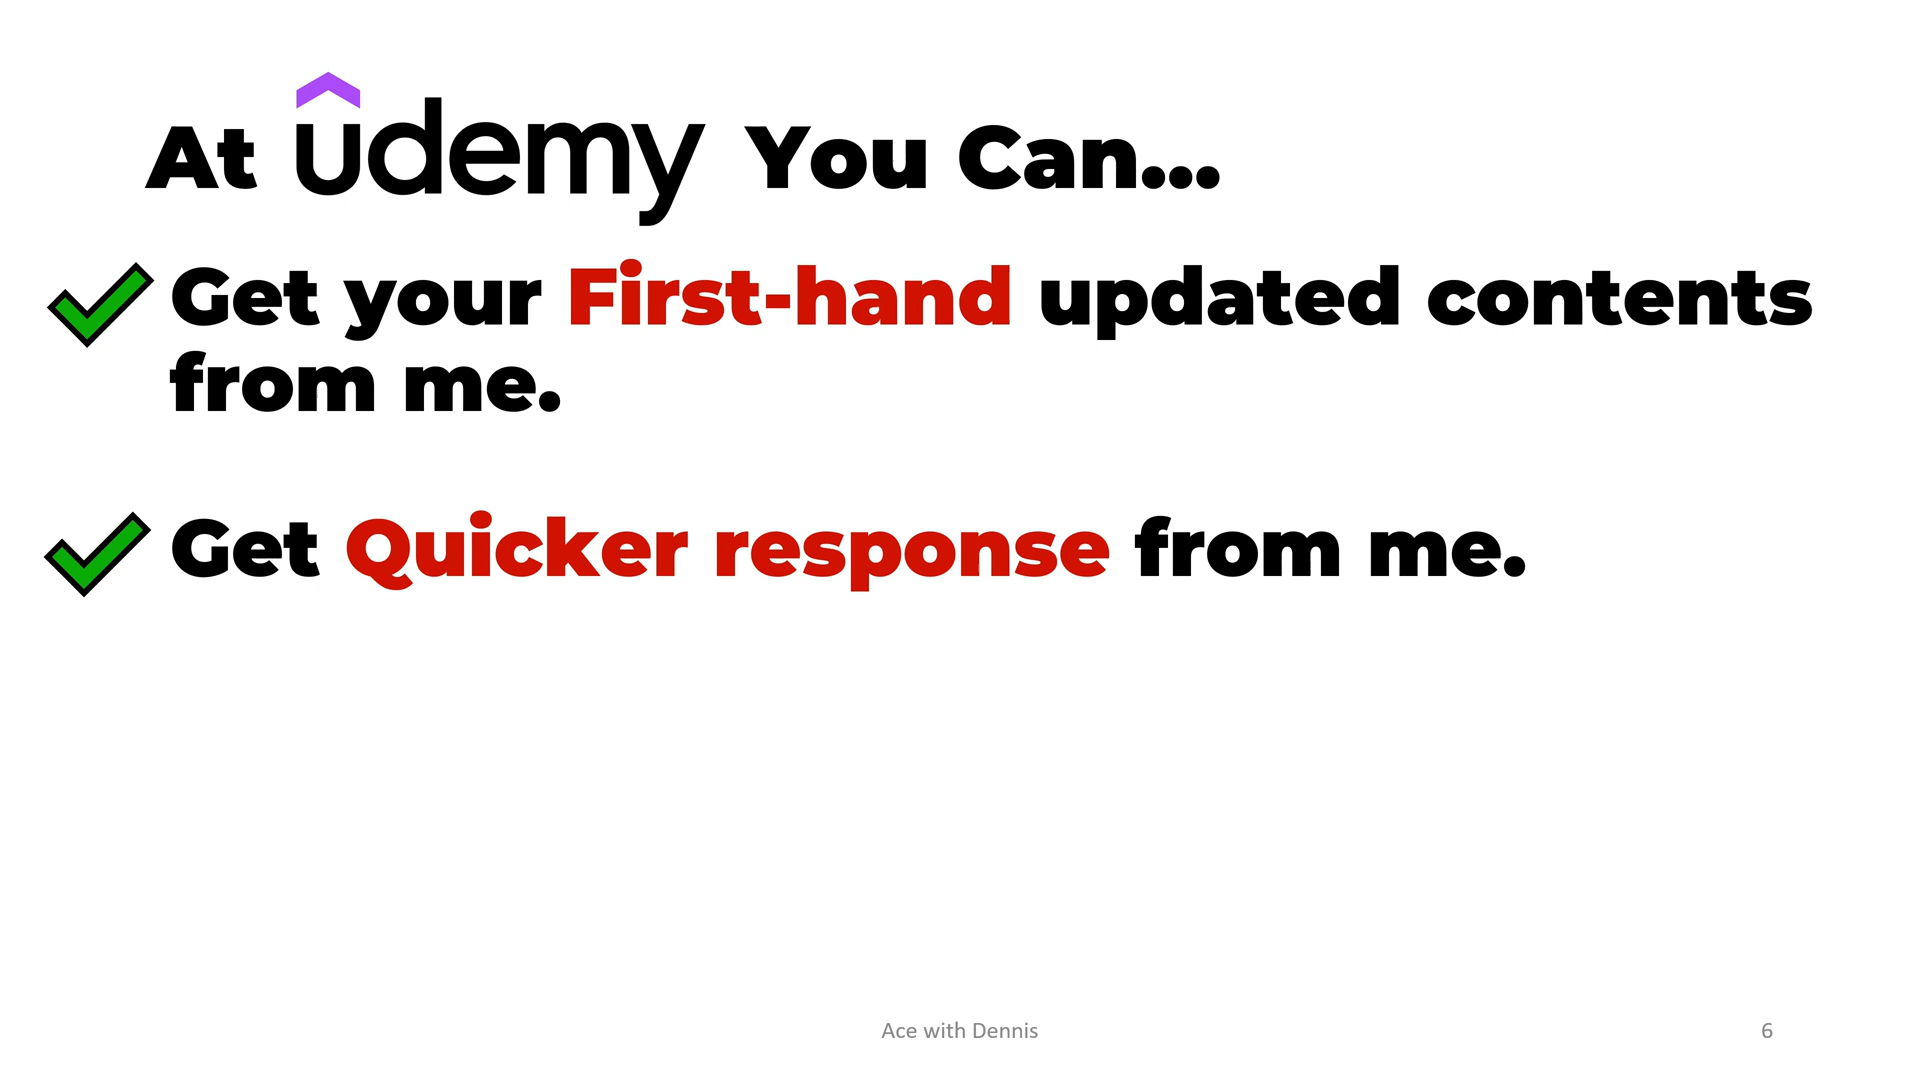 At udemy You Can...
Get your First-hand updated contents
from me.
Get Quicker response from me.
Ace with Dennis
6